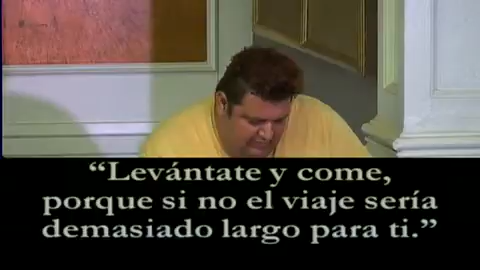 “Levántate y come,
porque si no el viaje sería
demasiado largo para ti.”